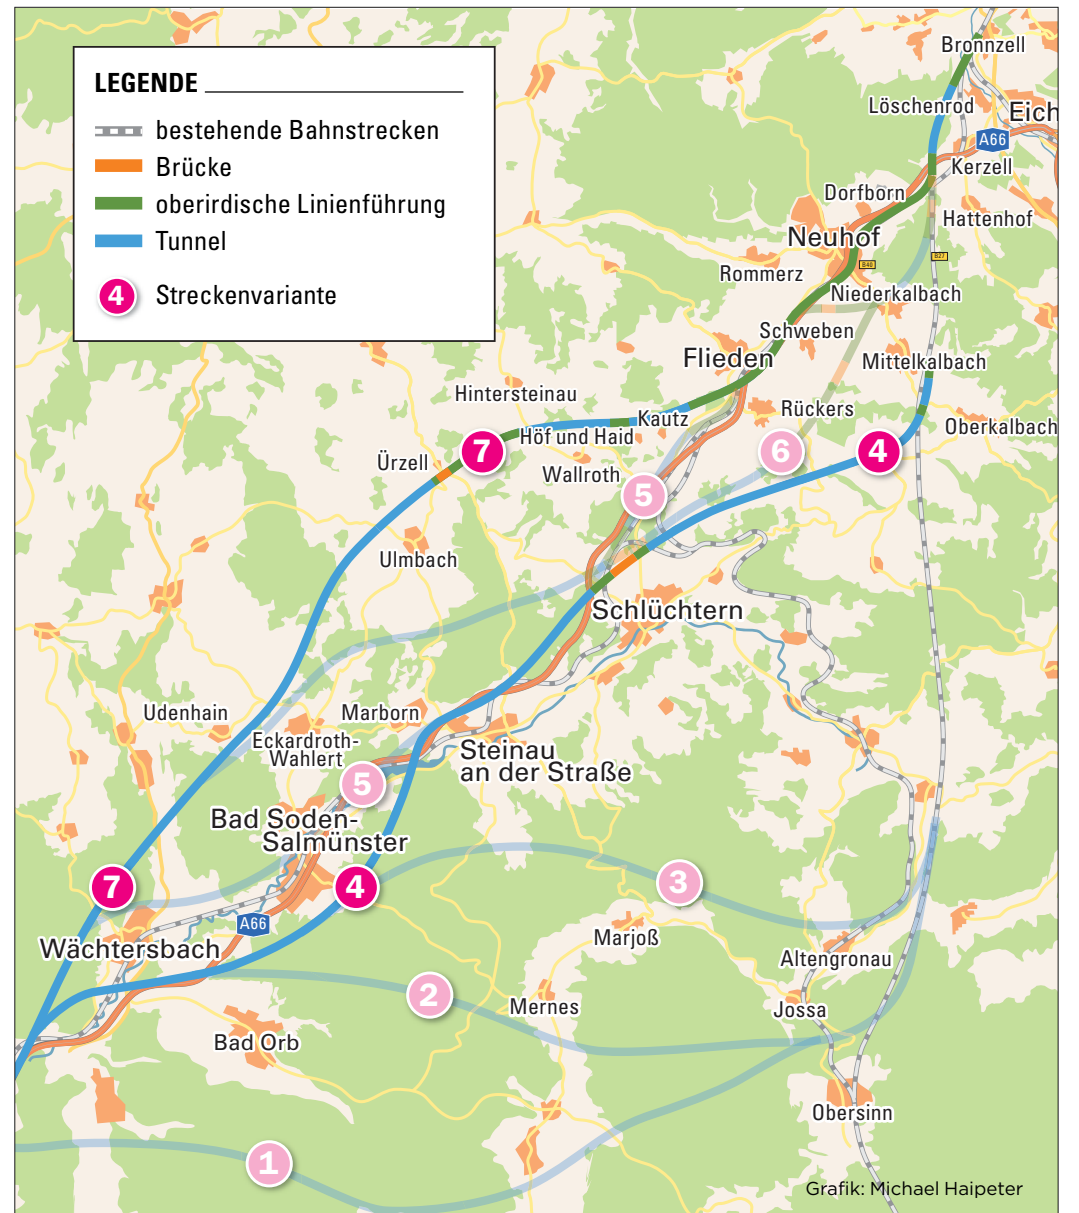 LEGENDE
bestehende Bahnstrecken
Brücke
oberirdische Linienführung
Tunnel
4 Streckenvariante
Bronnzell
Löschenrod
Eich
A66
Kerzell
Dorfborn
Hattenhof
Neuhof
B40
B27
Rommerz
Niederkalbach
Schweben
Flieden
Mittelkalbach
Hintersteinau
Rückers
Kautz
Oberkalbach
Höf und Haid
7
6
4
Ürzell
Wallroth
5
Ulmbach
Schlüchtern
Udenhain
Marborn
Eckardroth-
Wahlert
Steinau
an der Straße
5
Bad Soden-
Salmünster
7
4
3
A66
Wächtersbach
Marjoß
Altengronau
2
Mernes
Jossa
Bad Orb
Obersinn
1
Grafik: Michael Haipeter